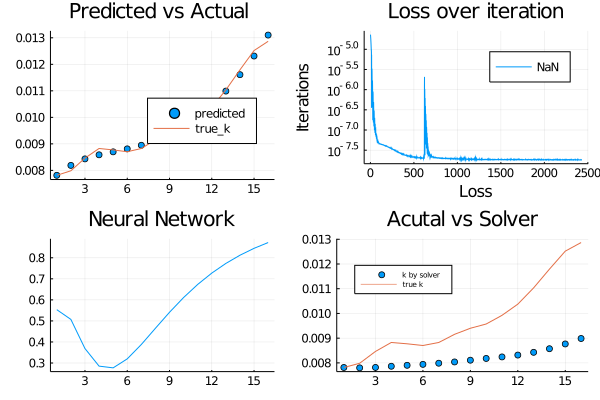 Predicted vs Actual
0.013
0.012
0.011
0.010
0.009
0.008
predicted
true_k
3 6 9 12 15
Loss over iteration
10^-5.0
10^-5.5
10^-6.0
10^-6.5
10^-7.0
10^-7.5
Iterations
NaN
0 500 1000 1500 2000 2500
Loss
Neural Network
0.8
0.7
0.6
0.5
0.4
0.3
3 6 9 12 15
Acutal vs Solver
0.013
0.012
0.011
0.010
0.009
0.008
k by solver
true k
3 6 9 12 15